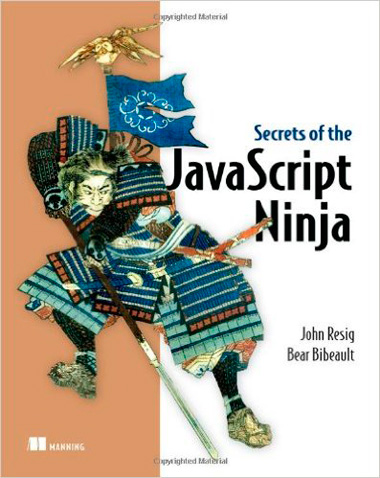 Copyrighted Material
Secrets of the
JavaScript
Ninja
John Resig
Bear Bibeault
MANNING
Copyrighted Material